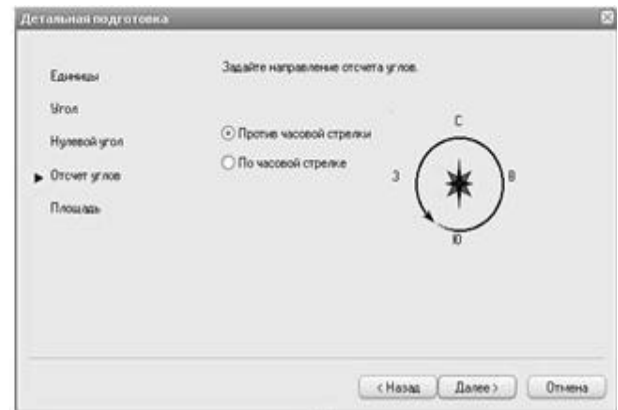 Детальная подготовка
Единицы
Угол
Нулевой угол
Отсчет углов
Площадь
Задайте направление отсчета углов.
Против часовой стрелки
По часовой стрелке
С
З
В
Ю
< Назад
Далее >
Отмена